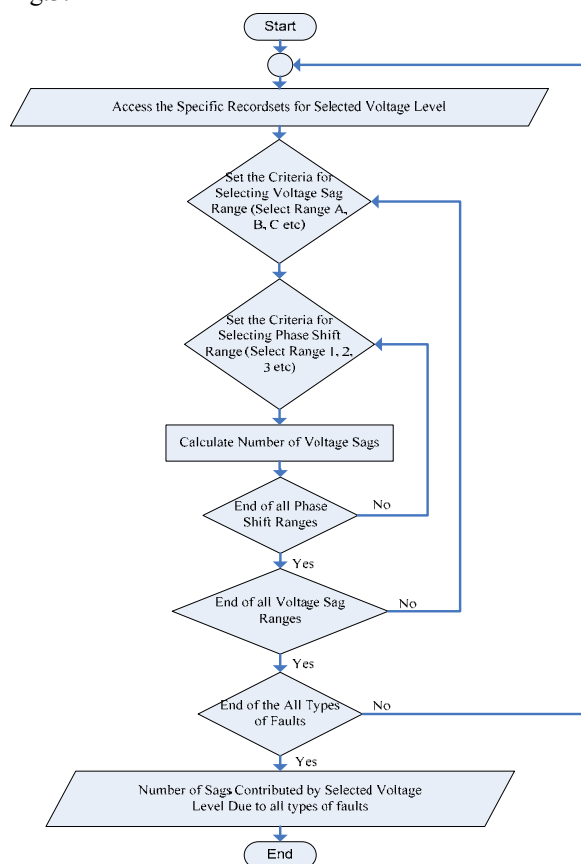 Start
Access the Specific Recordsets for Selected Voltage Level
Set the Criteria for
Selecting Voltage Sag
Range (Select Range A,
B, C etc)
Set the Criteria for
Selecting Phase Shift
Range (Select Range 1, 2,
3 etc)
Calculate Number of Voltage Sags
End of all Phase
Shift Ranges
No
Yes
End of all Voltage Sag
Ranges
No
Yes
End of the All Types
of Faults
No
Yes
Number of Sags Contributed by Selected Voltage
Level Due to all types of faults
End